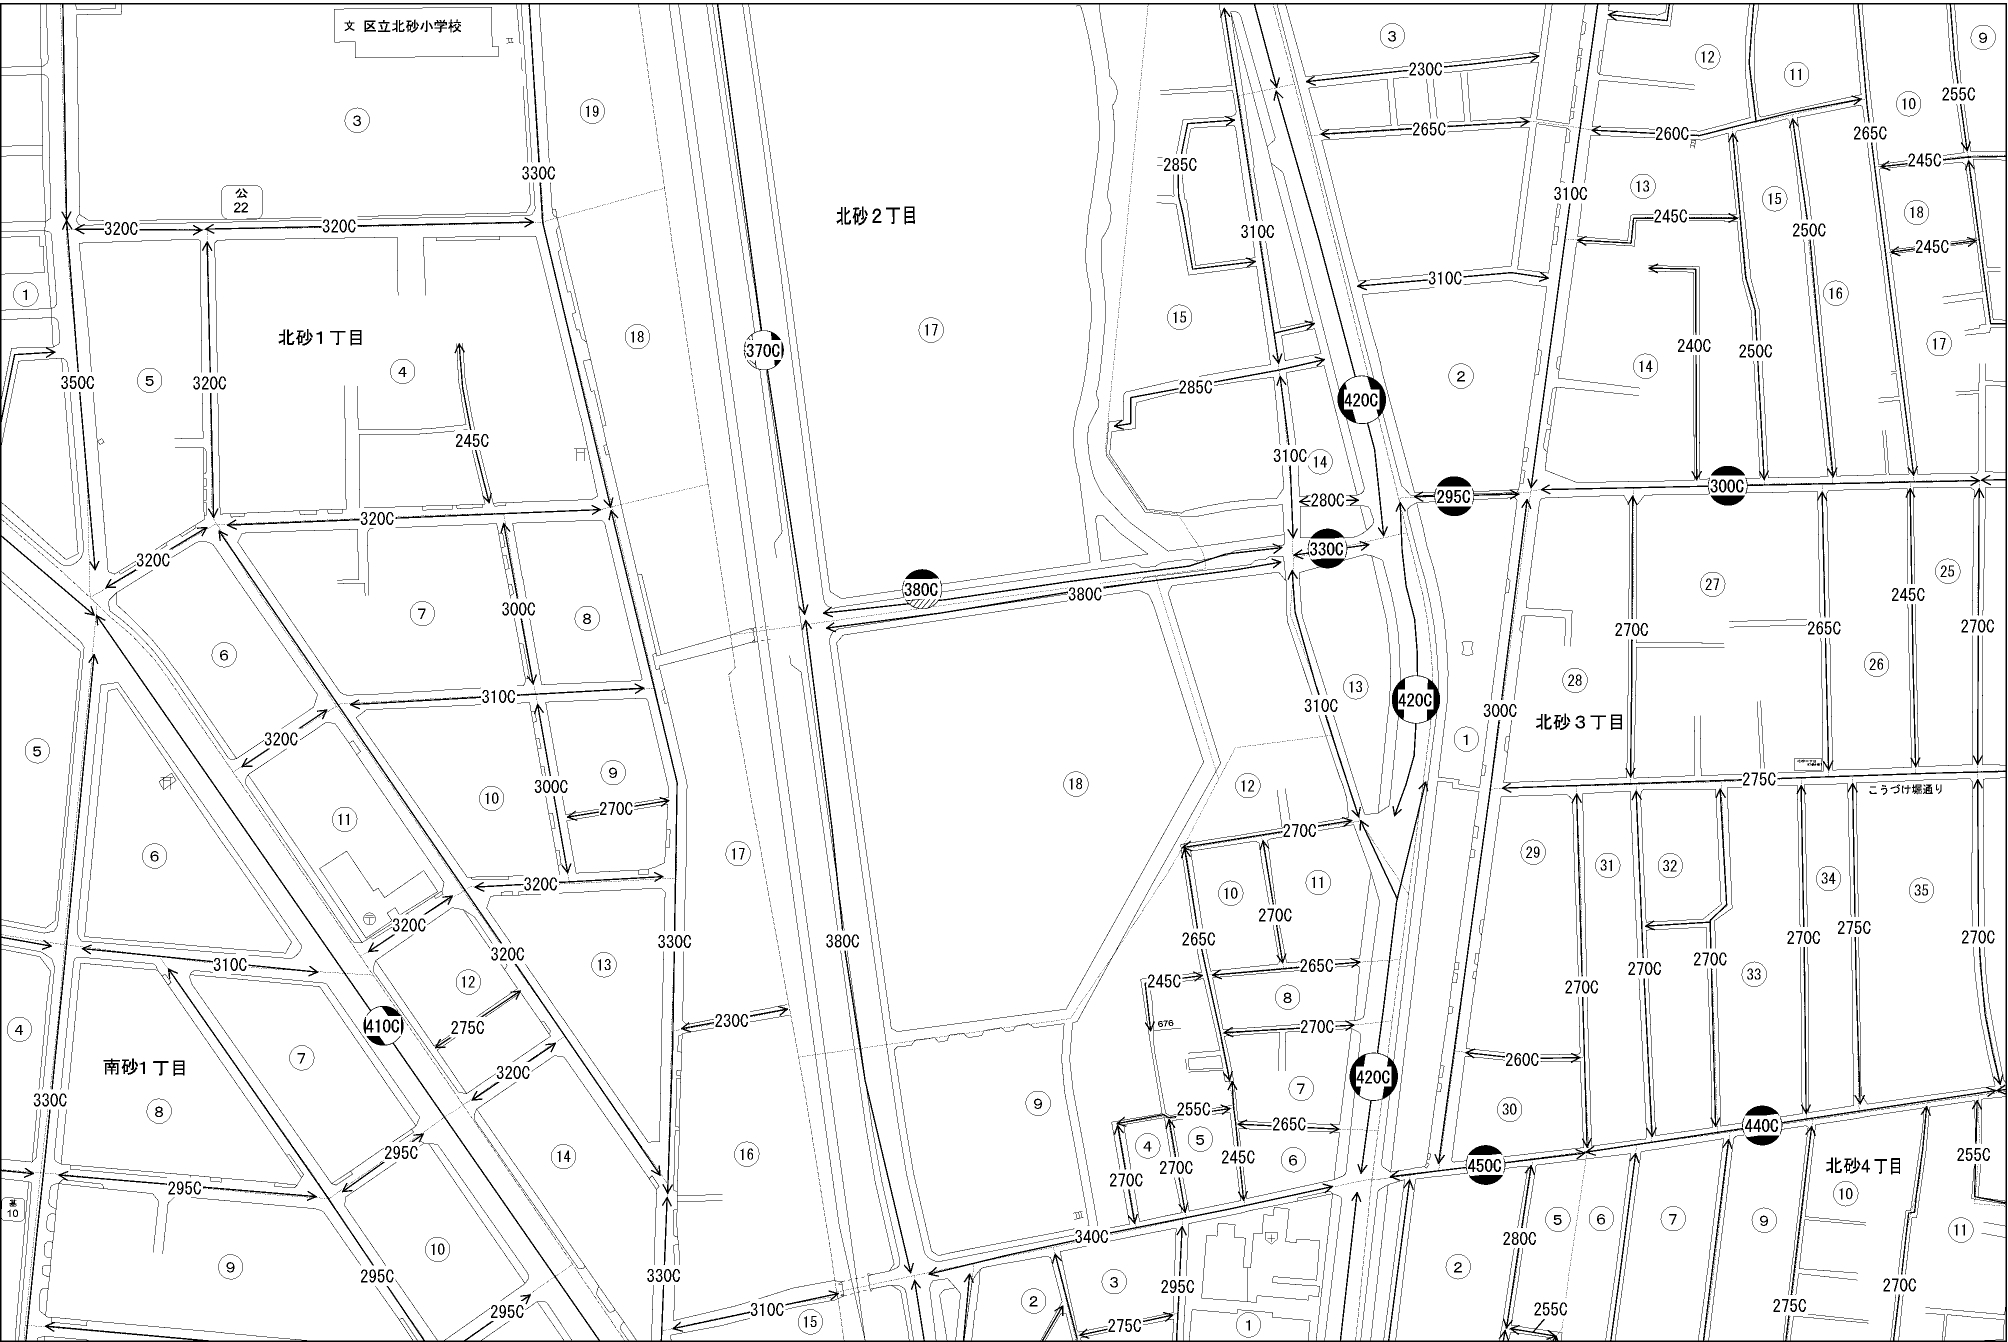 文 区立北砂小学校
③
230C
⑨
⑫
⑪
255C
⑩
⑲
③
265C
260C
265C
245C
285C
330C
公
22
320C
320C
310C
⑬
245C
⑮
250C
⑱
245C
北砂２丁目
310C
310C
①
⑯
⑮
⑰
⑱
北砂１丁目
370C
240C
250C
⑰
350C
⑤
320C
④
285C
②
⑭
420C
245C
310C
⑭
280C
295C
300C
320C
320C
330C
380C
380C
㉗
㉕
245C
300C
⑦
⑧
270C
265C
270C
⑥
㉖
310C
⑬
310C
420C
㉘
300C
北砂３丁目
①
320C
⑤
⑨
⑩
300C
270C
⑱
⑫
275C
こうづけ堀通り
⑪
270C
⑥
⑰
㉙
㉛
㉜
㉞
㉟
320C
⑩
⑪
270C
320C
330C
320C
380C
265C
275C
270C
270C
270C
270C
310C
⑬
265C
245C
⑫
㉝
270C
⑧
676
270C
④
410C
275C
230C
260C
南砂１丁目
⑦
320C
420C
⑦
330C
⑧
⑨
255C
265C
㉚
440C
295C
⑭
⑯
④
⑤
245C
⑥
450C
北砂４丁目
255C
295C
270C
270C
⑩
基
10
⑤
⑥
⑦
⑨
⑪
340C
280C
⑩
⑨
295C
330C
295C
③
②
270C
310C
②
295C
⑮
275C
①
255C
275C